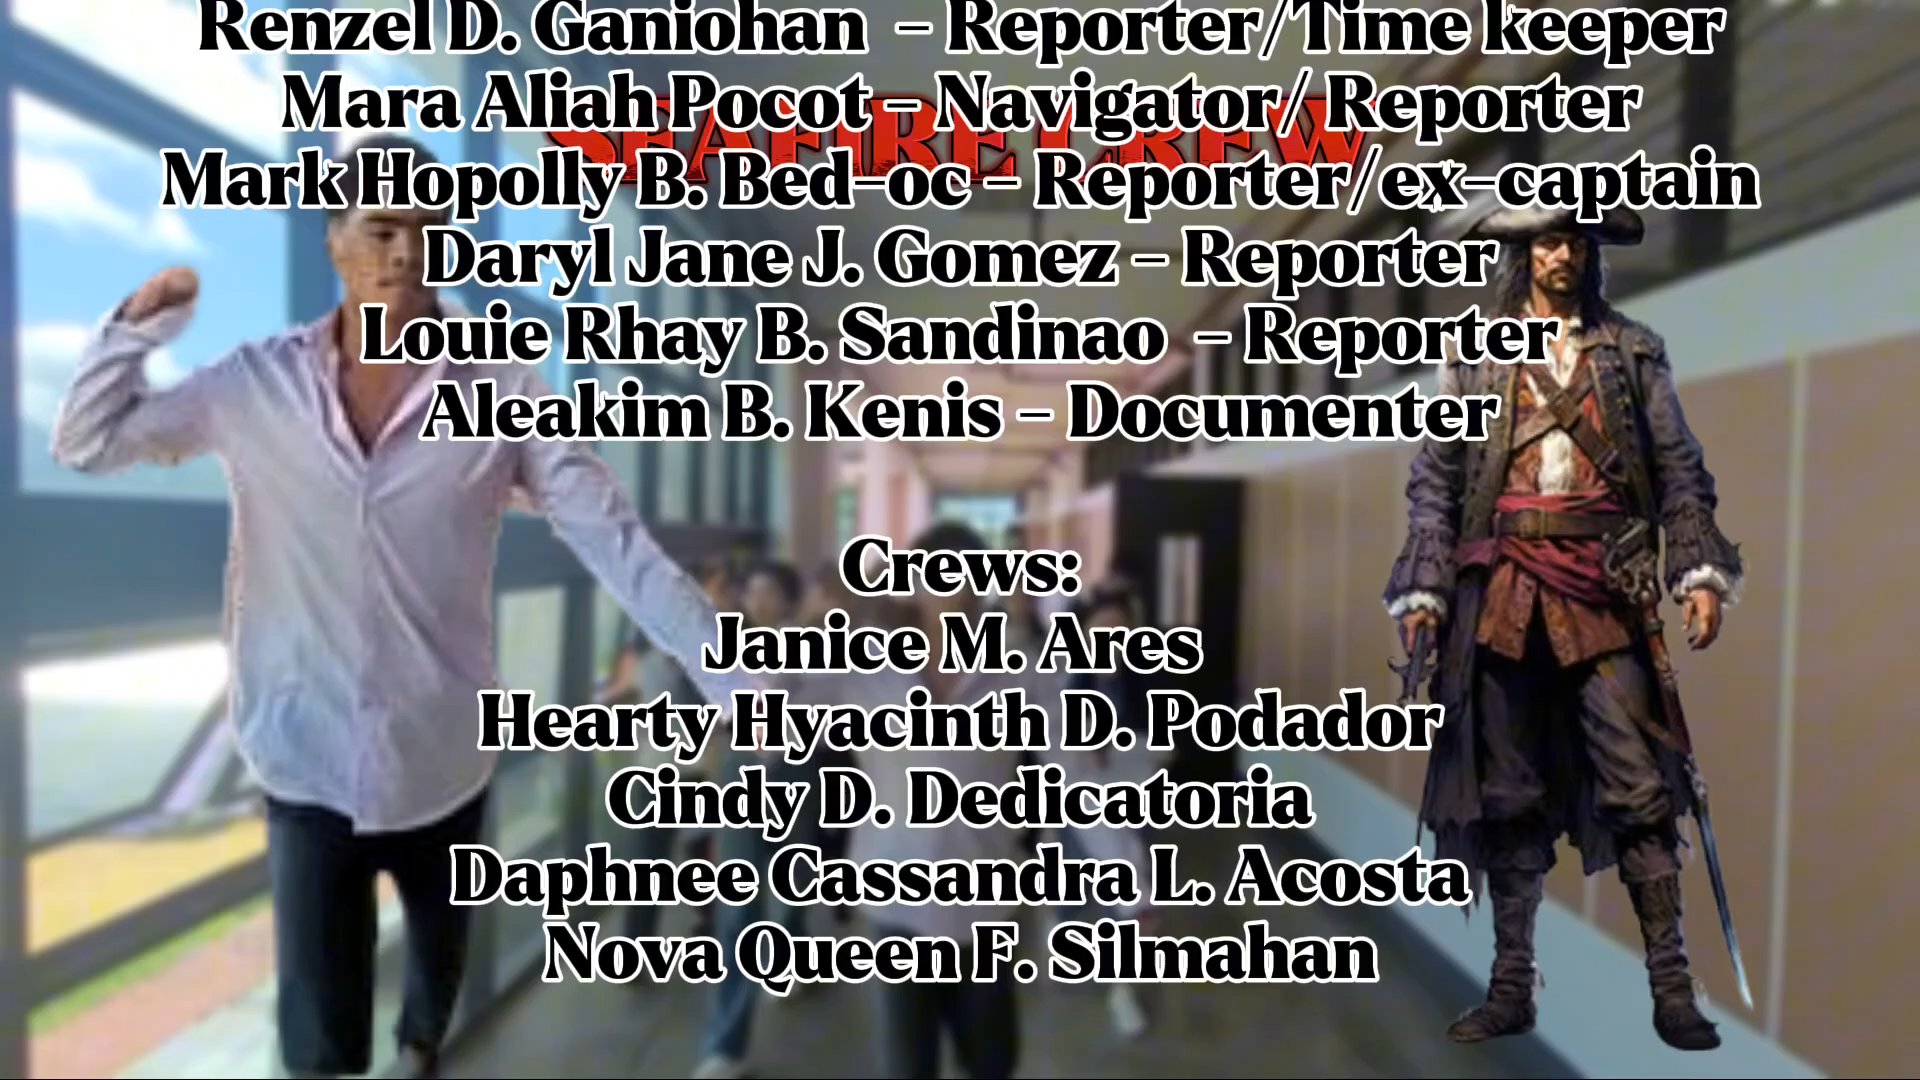 Renzel D. Ganiohan - Reporter/Time keeper
SEAFIRE CREW
Mara Aliah Pocot - Navigator/ Reporter
Mark Hopolly B. Bed-oc - Reporter/ex-captain
Daryl Jane J. Gomez - Reporter
Louie Rhay B. Sandinao - Reporter
Aleakim B. Kenis - Documenter
Crews:
Janice M. Ares
Hearty Hyacinth D. Podador
Cindy D. Dedicatoria
Daphnee Cassandra L. Acosta
Nova Queen F. Silmahan